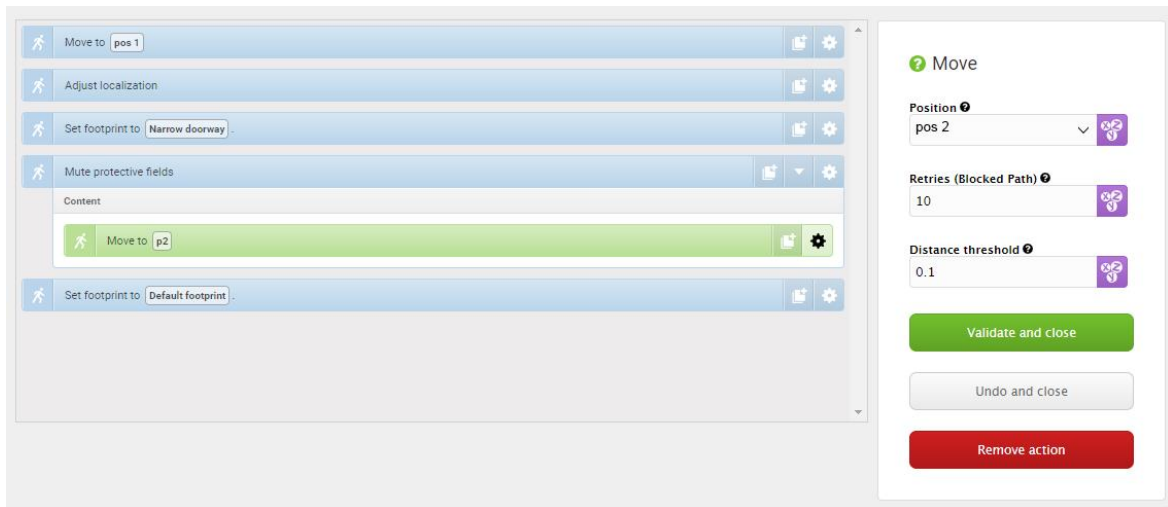 Move to pos 1
Adjust localization
Set footprint to Narrow doorway .
Mute protective fields
Content
Move to p2
Set footprint to Default footprint .
Move
Position
pos 2
Retries (Blocked Path)
10
Distance threshold
0.1
Validate and close
Undo and close
Remove action